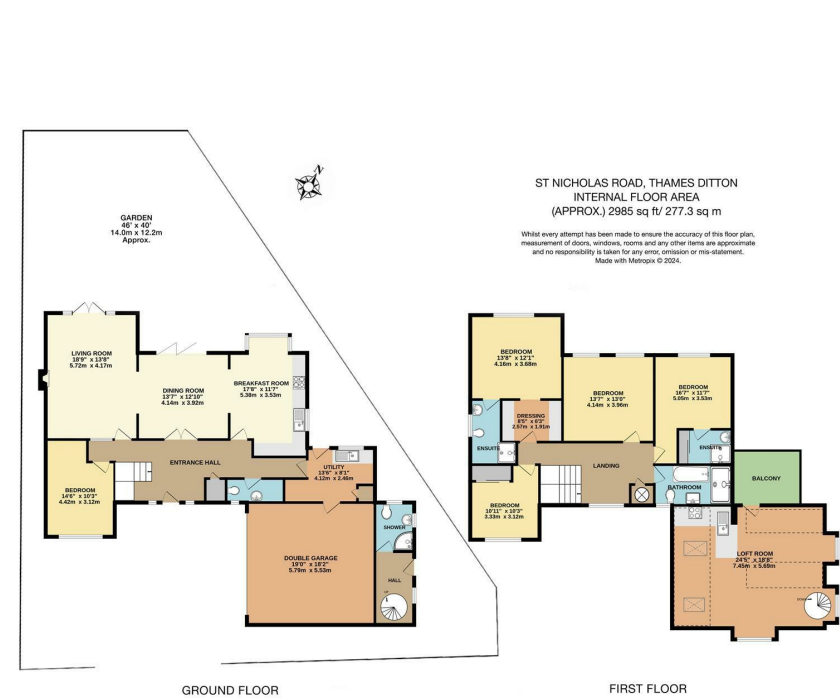 N
ST NICHOLAS ROAD, THAMES DITTON
INTERNAL FLOOR AREA
(APPROX.) 2985 sq ft/ 277.3 sq m
Whilst every attempt has been made to ensure the accuracy of this floor plan,
measurement of doors, windows, rooms and any other items are approximate
and no responsibility is taken for any error, omission or mis-statement.
Made with Metropix © 2024.
GARDEN
46' x 40'
14.0m x 12.2m
Approx.
LIVING ROOM
18'9" x 13'8"
5.72m x 4.17m
DINING ROOM
13'7" x 12'10"
4.14m x 3.92m
BREAKFAST ROOM
17'8" x 11'7"
5.38m x 3.53m
ENTRANCE HALL
BEDROOM
14'6" x 10'3"
4.42m x 3.12m
UTILITY
13'6" x 8'1"
4.12m x 2.46m
SHOWER
DOUBLE GARAGE
19'0" x 18'2"
5.79m x 5.53m
HALL
UP
GROUND FLOOR
BEDROOM
13'8" x 12'1"
4.16m x 3.68m
BEDROOM
13'7" x 13'0"
4.14m x 3.96m
BEDROOM
16'7" x 11'7"
5.05m x 3.53m
DRESSING
8'5" x 6'3"
2.57m x 1.91m
ENSUITE
ENSUITE
LANDING
BATHROOM
BALCONY
BEDROOM
10'11" x 10'3"
3.33m x 3.12m
LOFT ROOM
24'5" x 18'8"
7.45m x 5.69m
DOWN
FIRST FLOOR